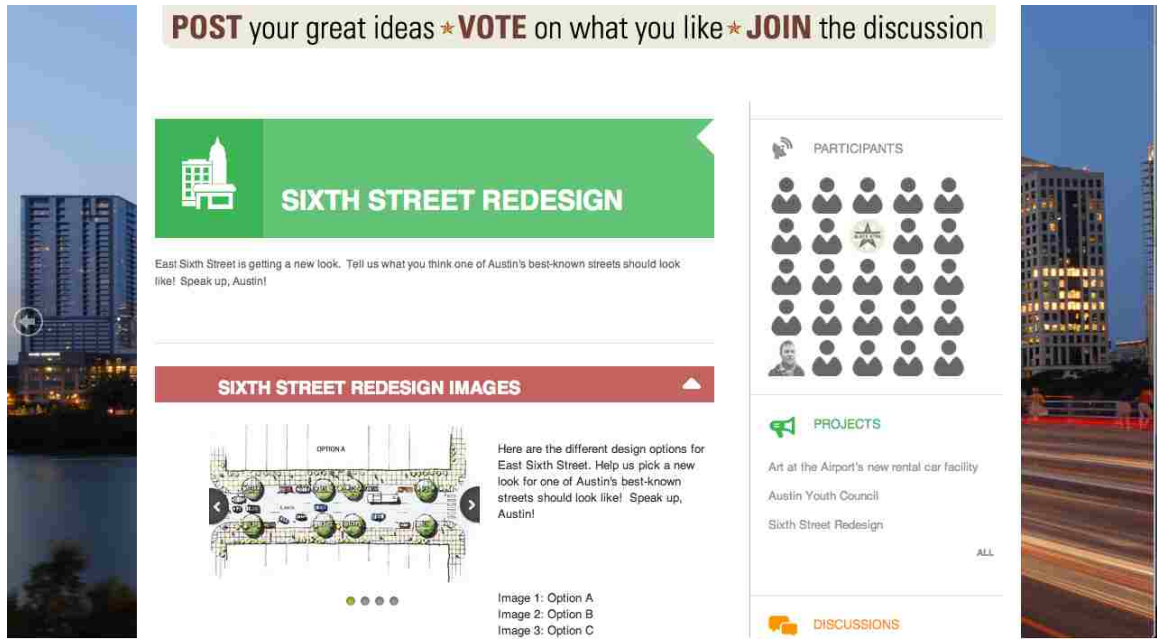 POST your great ideas ★ VOTE on what you like ★ JOIN the discussion
SIXTH STREET REDESIGN
East Sixth Street is getting a new look. Tell us what you think one of Austin's best-known streets should look
like! Speak up, Austin!
SIXTH STREET REDESIGN IMAGES
OPTION A
Here are the different design options for
East Sixth Street. Help us pick a new
look for one of Austin's best-known
streets should look like! Speak up,
Austin!
Image 1: Option A
Image 2: Option B
Image 3: Option C
PARTICIPANTS
PROJECTS
Art at the Airport's new rental car facility
Austin Youth Council
Sixth Street Redesign
ALL
DISCUSSIONS